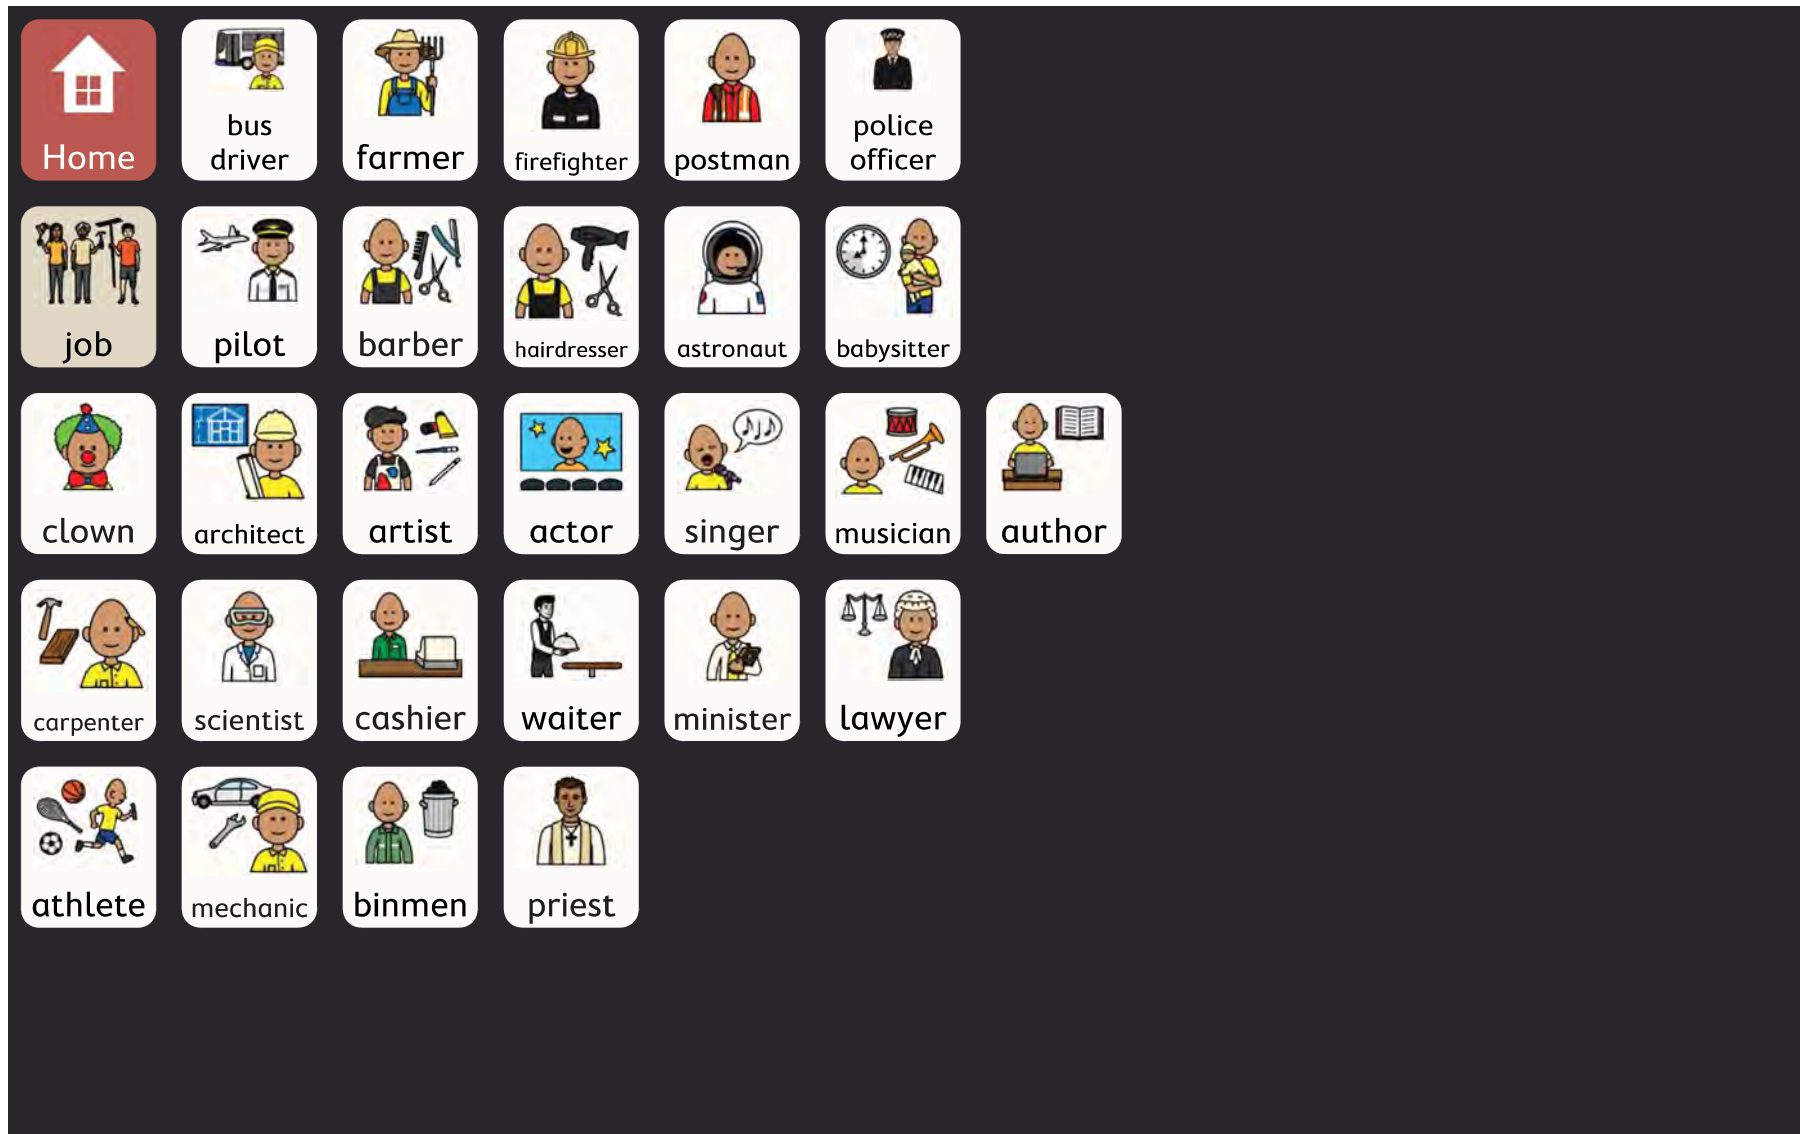 Home
bus
driver
farmer
firefighter
postman
police
officer
job
pilot
barber
hairdresser
astronaut
babysitter
clown
architect
artist
actor
singer
musician
author
carpenter
scientist
cashier
waiter
minister
lawyer
athlete
mechanic
binmen
priest